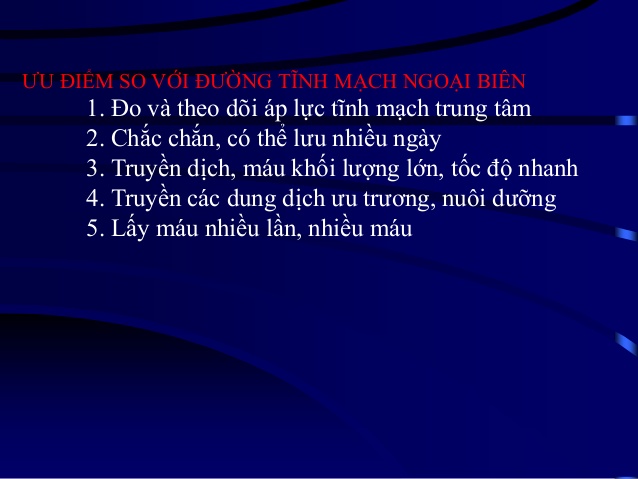 ƯU ĐIỂM SO VỚI ĐƯỜNG TĨNH MẠCH NGOẠI BIÊN
1. Đo và theo dõi áp lực tĩnh mạch trung tâm
2. Chắc chắn, có thể lưu nhiều ngày
3. Truyền dịch, máu khối lượng lớn, tốc độ nhanh
4. Truyền các dung dịch ưu trương, nuôi dưỡng
5. Lấy máu nhiều lần, nhiều máu